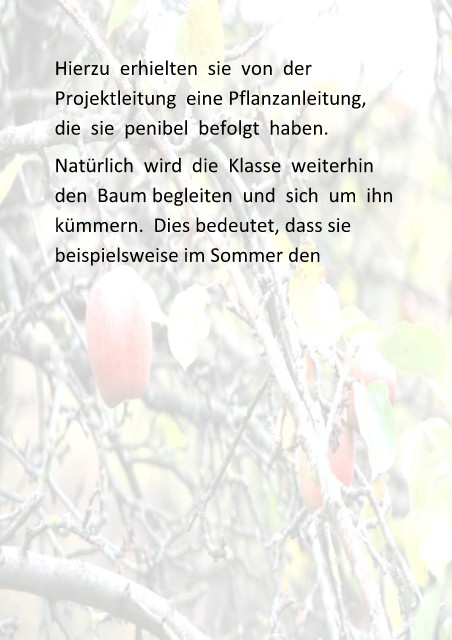 Hierzu erhielten sie von der
Projektleitung eine Pflanzanleitung,
die sie penibel befolgt haben.
Natürlich wird die Klasse weiterhin
den Baum begleiten und sich um ihn
kümmern. Dies bedeutet, dass sie
beispielsweise im Sommer den